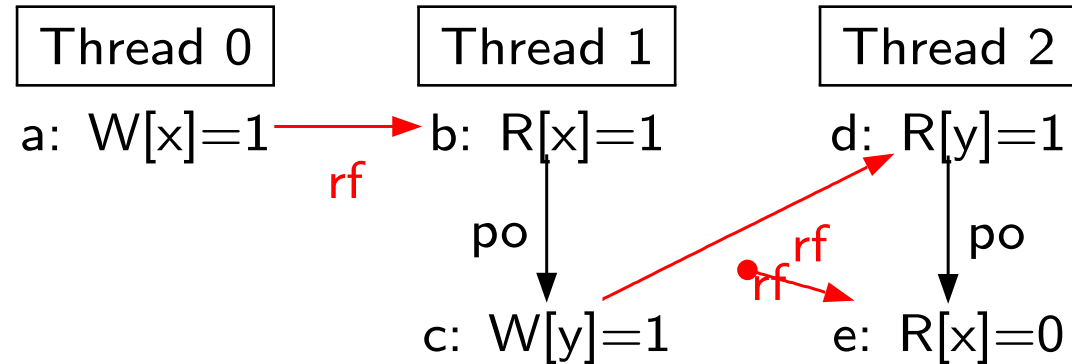 Thread 0 Thread 1 Thread 2
a: W[x]=1 b: R[x]=1 d: R[y]=1
rf
po rf po
rf
c: W[y]=1 e: R[x]=0